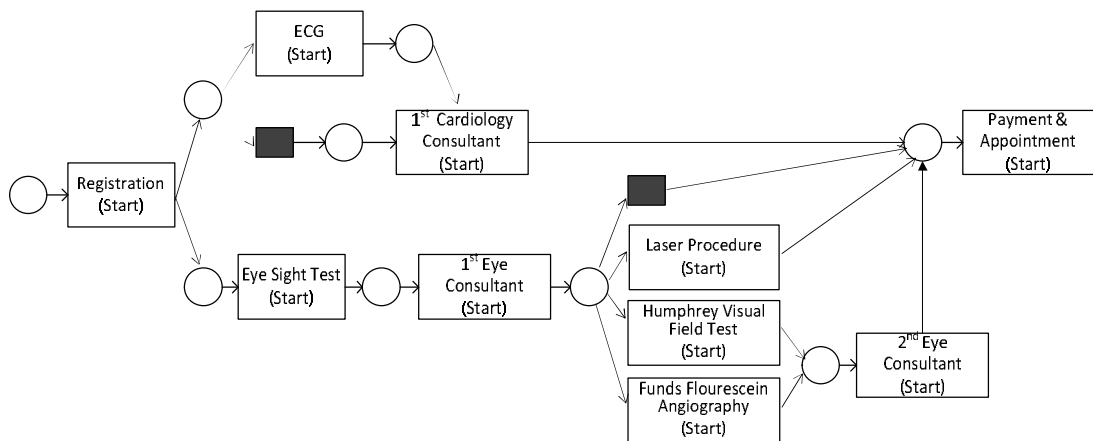 ECG
(Start)
1st Cardiology
Consultant
(Start)
Payment &
Appointment
(Start)
Registration
(Start)
Laser Procedure
(Start)
Eye Sight Test
(Start)
1st Eye
Consultant
(Start)
Humphrey Visual
Field Test
(Start)
2nd Eye
Consultant
(Start)
Funds Flourescein
Angiography
(Start)